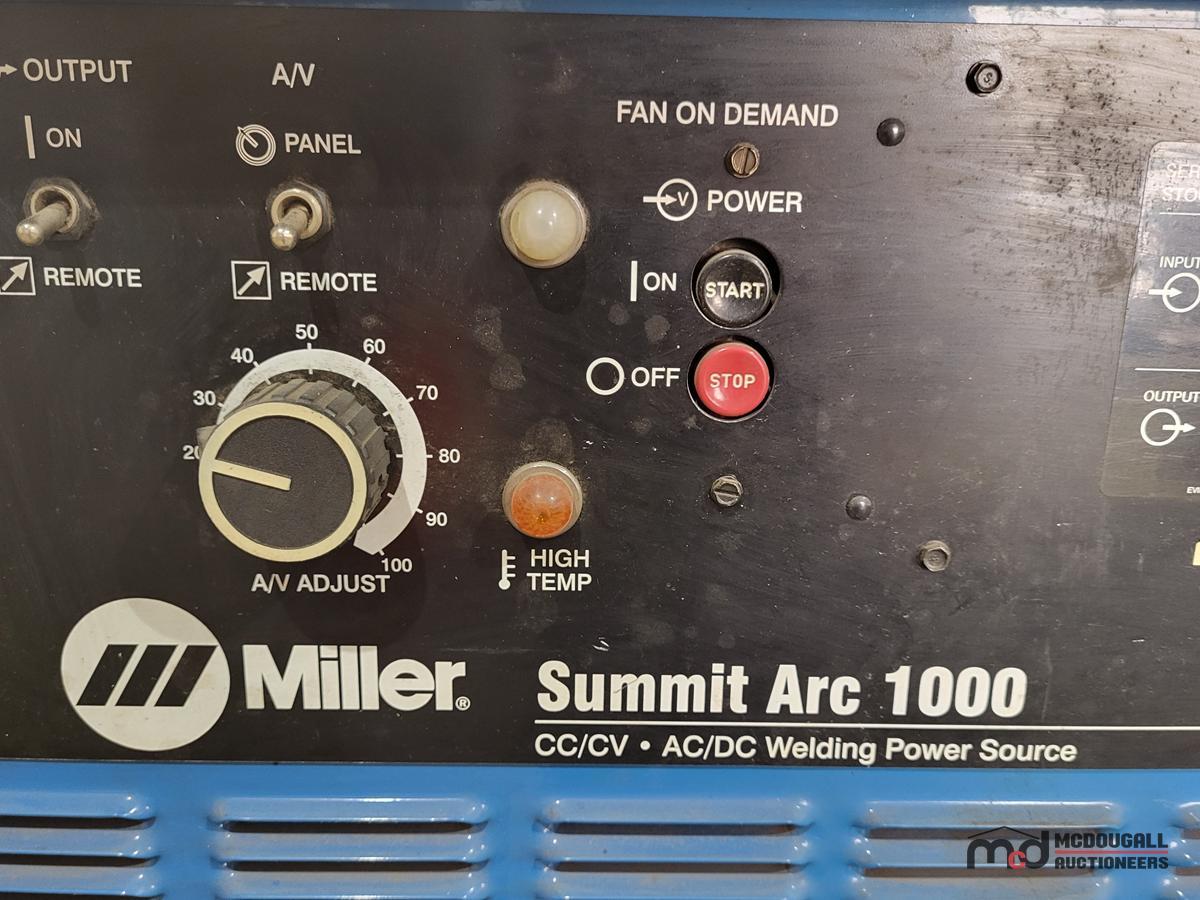 OUTPUT
A/V
ON
PANEL
REMOTE
REMOTE
FAN ON DEMAND
POWER
ON
START
OFF
STOP
20
30
40
50
60
70
80
90
100
A/V ADJUST
HIGH
TEMP
INPUT
OUTPUT
Miller®
Summit Arc 1000
CC/CV • AC/DC Welding Power Source
mcd MCDOUGALL
AUCTIONEERS